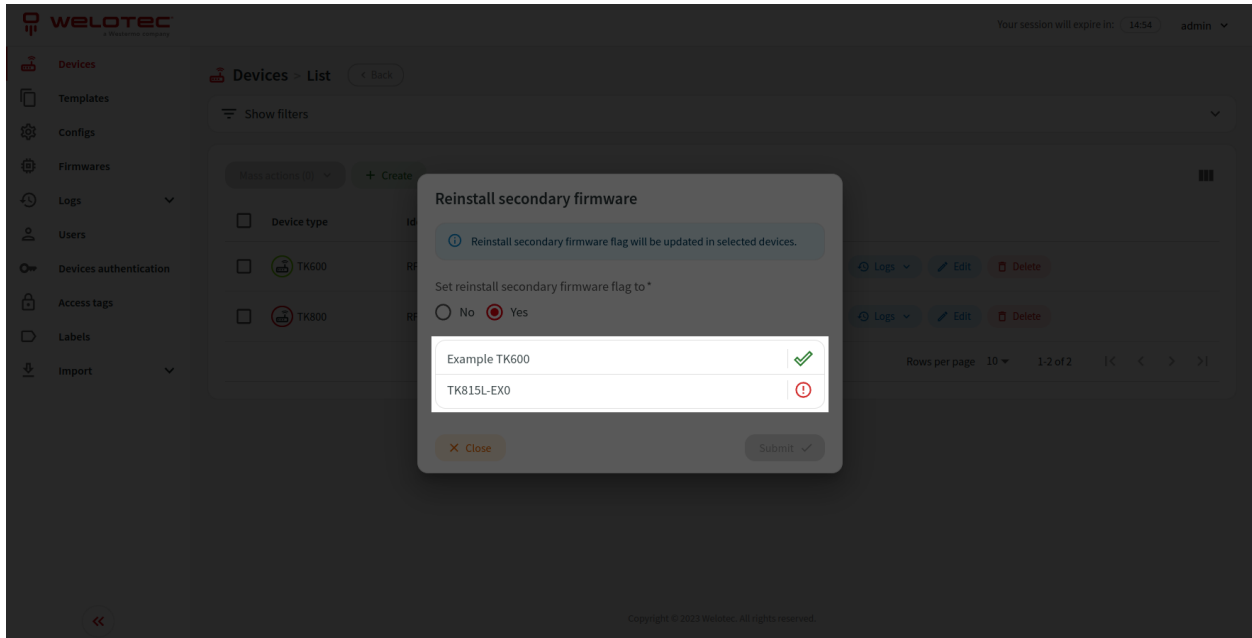 WELOTEC
a Wasanova company
Your session will expire in: 14:54 admin
Devices
Templates
Configs
Firmwares
Logs
Users
Devices authentication
Access tags
Labels
Import
Devices > List < Back
Show filters
Mass actions (0) + Create
Device type
TK600 Logs Edit Delete
TK800 Logs Edit Delete
Rows per page 10 1-2 of 2
Reinstall secondary firmware
Reinstall secondary firmware flag will be updated in selected devices.
Set reinstall secondary firmware flag to *
No Yes
Example TK600
TK815L-EX0
Close Submit
Copyright © 2023 Welotec. All rights reserved.